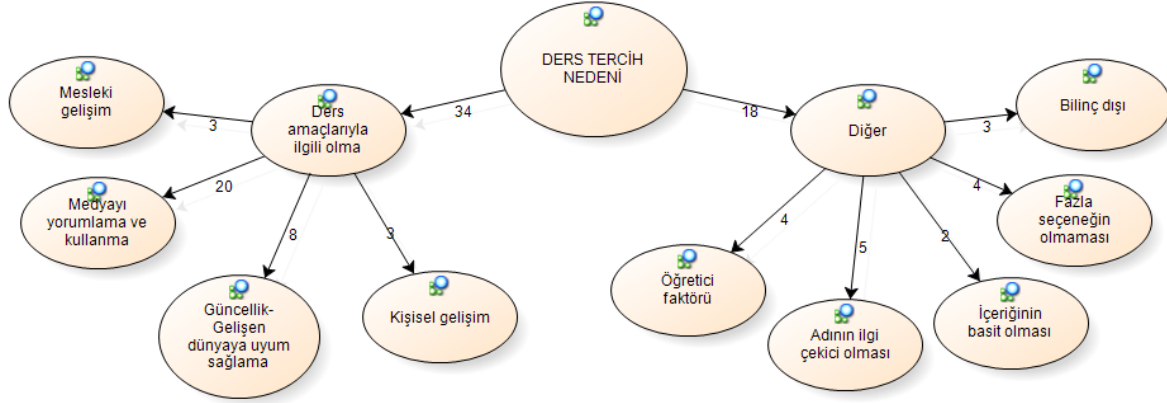 DERS TERCİH
NEDENİ
34
18
Ders
amaçlarıyla
ilgili olma
Diğer
Mesleki
gelişim
3
Medyayı
yorumlama ve
kullanma
20
Güncellik-
Gelişen
dünyaya uyum
sağlama
8
Kişisel gelişim
3
Öğretici
faktörü
4
Adının ilgi
çekici olması
5
İçeriğinin
basit olması
2
Fazla
seçeneğin
olmaması
4
Bilinç dışı
3